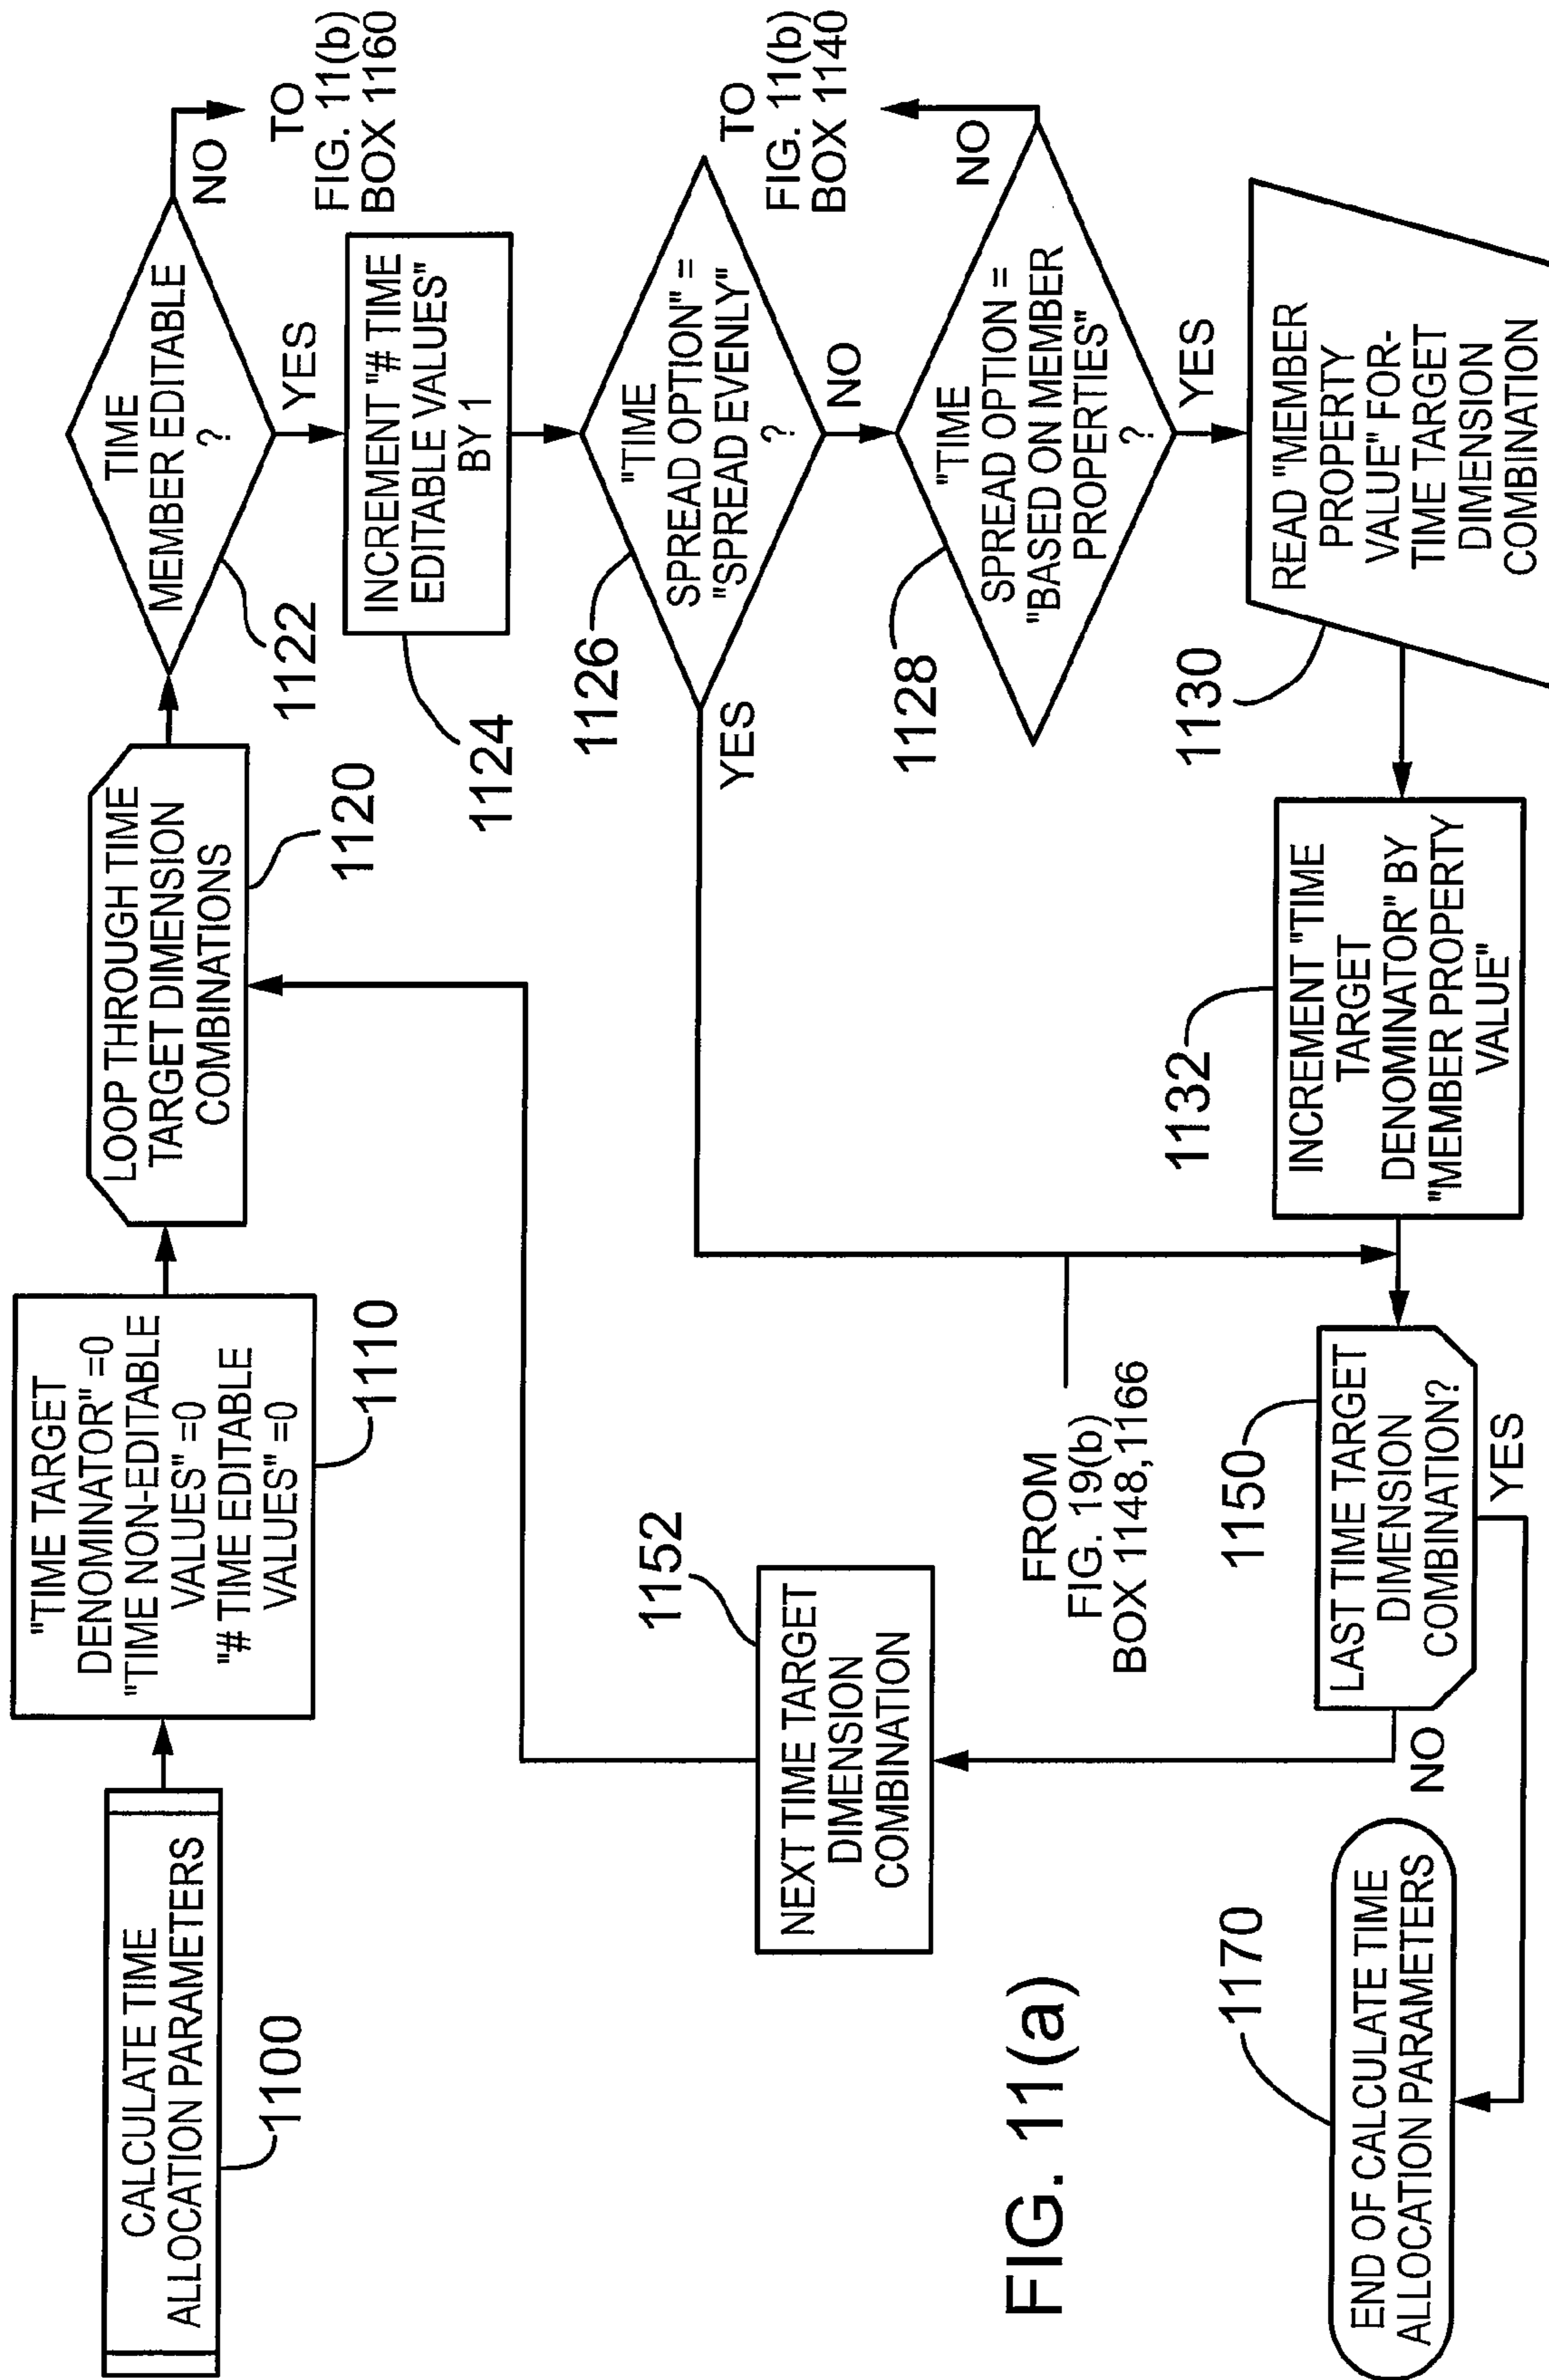 CALCULATE TIME
ALLOCATION PARAMETERS
1100
"TIME TARGET
DENOMINATOR" =0
"TIME NON-EDITABLE
VALUES" =0
"# TIME EDITABLE
VALUES" =0
1110
LOOP THROUGH TIME
TARGET DIMENSION
COMBINATIONS
1120
TIME
MEMBER EDITABLE
?
1122
NO
TO
FIG. 11(b)
BOX 1160
YES
INCREMENT "# TIME
EDITABLE VALUES"
BY 1
1124
"TIME
SPREAD OPTION" =
"SPREAD EVENLY"
?
1126
YES
NO
"TIME
SPREAD OPTION =
"BASED ON MEMBER
PROPERTIES"
?
1128
NO
TO
FIG. 11(b)
BOX 1140
YES
READ "MEMBER
PROPERTY
VALUE" FOR-
TIME TARGET
DIMENSION
COMBINATION
1130
INCREMENT "TIME
TARGET
DENOMINATOR" BY
"MEMBER PROPERTY
VALUE"
1132
FROM
FIG. 19(b)
BOX 1148,1166
LAST TIME TARGET
DIMENSION
COMBINATION?
1150
NO
YES
NEXT TIME TARGET
DIMENSION
COMBINATION
1152
END OF CALCULATE TIME
ALLOCATION PARAMETERS
1170
FIG. 11(a)